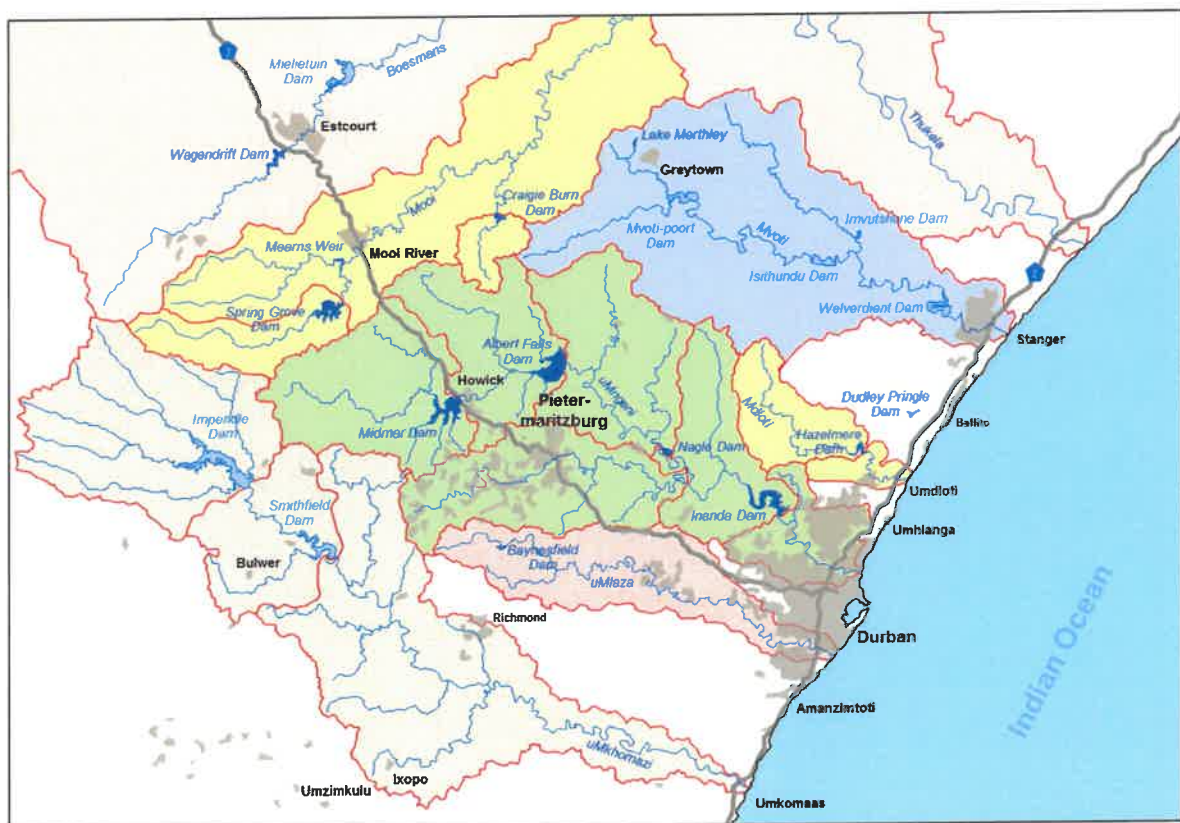 Mielietuin
Dam
Boesmans
Estcourt
Wagendrift Dam
Thukela
Lake Merthley
Greytown
Craigie Burn
Dam
Mooi
Imvutshane Dam
Mvoti-poort
Dam
Mvoti
Mearns Weir
Mooi River
Isithundu Dam
Spring Grove
Dam
Welverdient Dam
Stanger
Albert Falls
Dam
Howick
uMngeni
Pieter-
maritzburg
Mdloti
Dudley Pringle
Dam
Ballito
Impendle
Dam
Midmar Dam
Nagle Dam
Hazelmere
Dam
Umdloti
Smithfield
Dam
Inanda Dam
Umhlanga
Bulwer
Baynesfield
Dam
uMlaza
Richmond
Durban
Indian Ocean
Amanzimtoti
uMkhomazi
Ixopo
Umzimkulu
Umkomaas